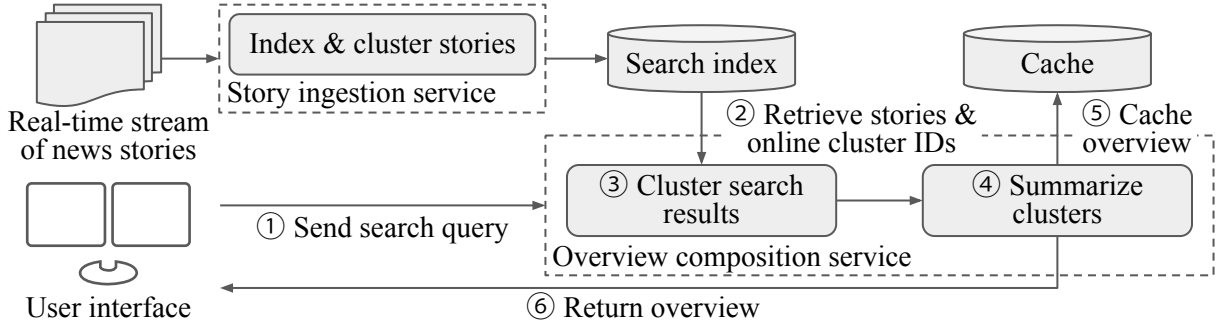 Index & cluster stories
Story ingestion service
Search index
Cache
Real-time stream
of news stories
② Retrieve stories &
online cluster IDs
⑤ Cache
overview
③ Cluster search
results
④ Summarize
clusters
① Send search query
Overview composition service
User interface
⑥ Return overview